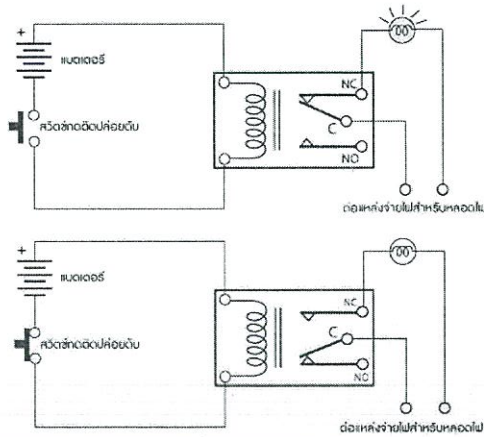 +
แบตเตอรี่
สวิตช์กดติดปล่อยดับ
NC
C
NO
ต่อแหล่งจ่ายไฟสำหรับหลอดไฟ
+
แบตเตอรี่
สวิตช์กดติดปล่อยดับ
NC
C
NO
ต่อแหล่งจ่ายไฟสำหรับหลอดไฟ